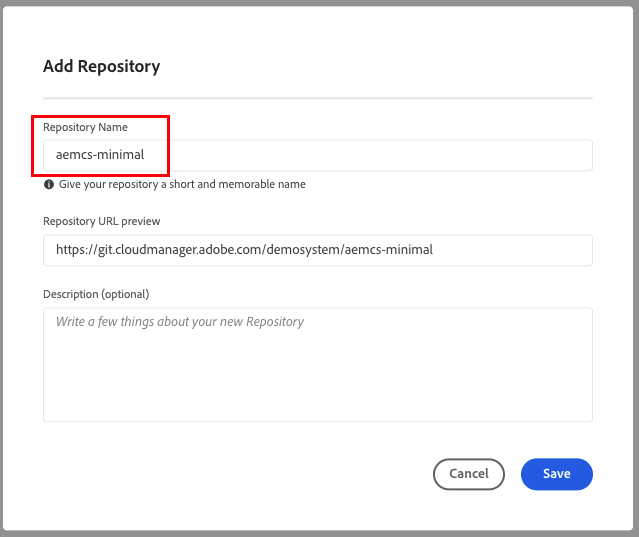 Add Repository
Repository Name
aemcs-minimal
Give your repository a short and memorable name
Repository URL preview
https://git.cloudmanager.adobe.com/demosystem/aemcs-minimal
Description (optional)
Write a few things about your new Repository
Cancel
Save